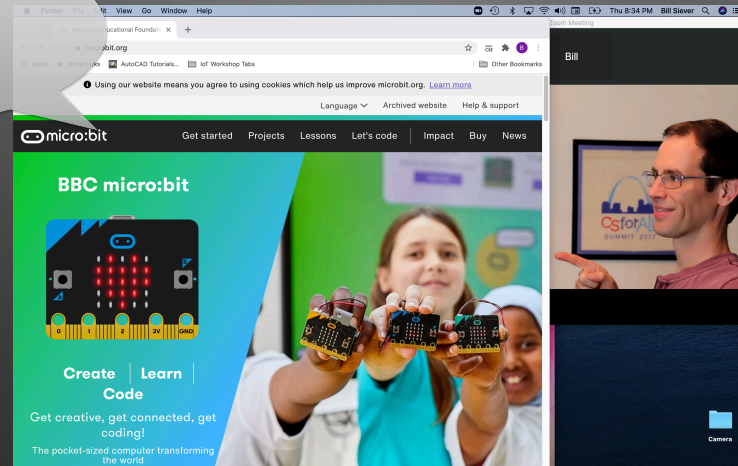 Finder File Edit View Go Window Help
Thu 8:34 PM Bill Siever
Zoom Meeting
Educational Foundati
bit.org
B
Apps
AutoCAD Tutorials...
IoT Workshop Tabs
Other Bookmarks
Using our website means you agree to using cookies which help us improve microbit.org. Learn more
Language
Archived website
Help & support
micro:bit
Get started
Projects
Lessons
Let's code
Impact
Buy
News
Bill
BBC micro:bit
0 1 2 3V GND
Create | Learn |
Code
Get creative, get connected, get
coding!
The pocket-sized computer transforming
the world
CSforAll
SUMMIT 2017
Camera